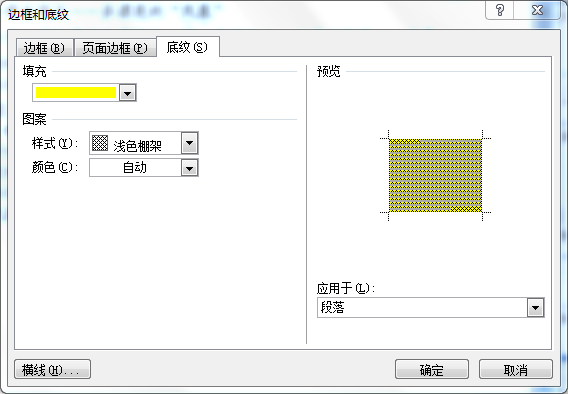 边框和底纹
边框(B) 页面边框(P) 底纹(S)
填充
预览
图案
样式(Y): 浅色棚架
颜色(C): 自动
应用于(L):
段落
横线(H)... 确定 取消